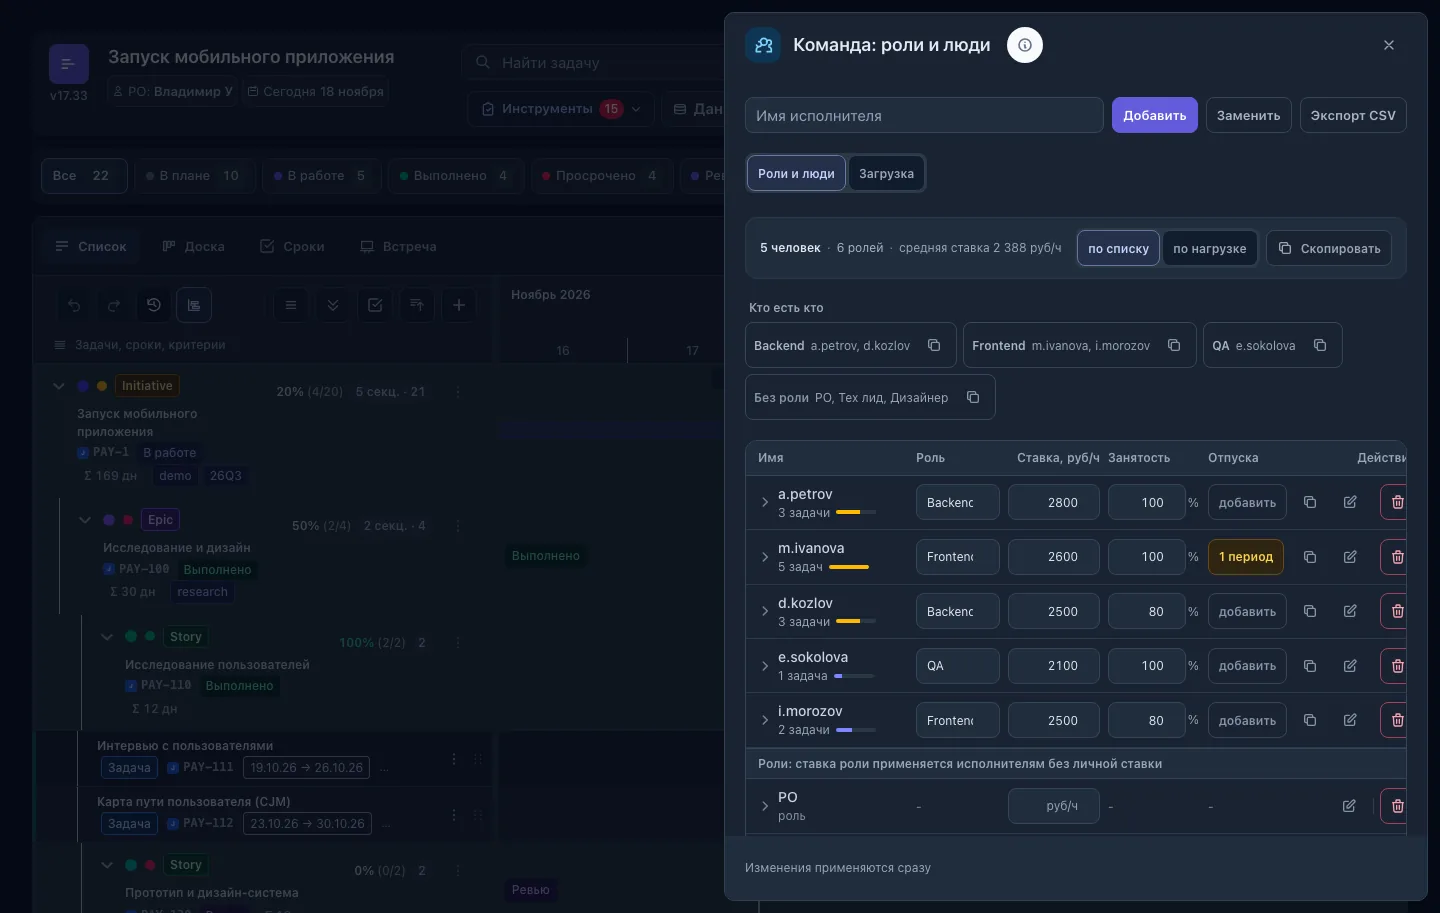 Запуск мобильного приложения
v17.33
PO: Владимир У
Сегодня 18 ноября
Найти задачу
Инструменты 15
Дан
Все 22
В плане 10
В работе 5
Выполнено 4
Просрочено 4
Список
Доска
Сроки
Встреча
Ноябрь 2026
Задачи, сроки, критерии
16
17
Initiative
20% (4/20) 5 секц. · 21
Запуск мобильного
приложения
PAY-1 В работе
Σ 169 дн demo 26Q3
Epic
50% (2/4) 2 секц. · 4
Исследование и дизайн
PAY-100 Выполнено
Σ 30 дн research
Выполнено
Story
100% (2/2) 2
Исследование пользователей
PAY-110 Выполнено
Σ 12 дн
Интервью с пользователями
Задача PAY-111 19.10.26 → 26.10.26 ...
Карта пути пользователя (CJM)
Задача PAY-112 23.10.26 → 30.10.26 ...
Story
0% (0/2) 2
Прототип и дизайн-система
Ревью
Команда: роли и люди
Имя исполнителя
Добавить
Заменить
Экспорт CSV
Роли и люди
Загрузка
5 человек · 6 ролей · средняя ставка 2 388 руб/ч
по списку
по нагрузке
Скопировать
Кто есть кто
Backend a.petrov, d.kozlov
Frontend m.ivanova, i.morozov
QA e.sokolova
Без роли PO, Тех лид, Дизайнер
Имя Роль Ставка, руб/ч Занятость Отпуска Действи
a.petrov
3 задачи
Backend 2800 100 % добавить
m.ivanova
5 задач
Frontend 2600 100 % 1 период
d.kozlov
3 задачи
Backend 2500 80 % добавить
e.sokolova
1 задача
QA 2100 100 % добавить
i.morozov
2 задачи
Frontend 2500 80 % добавить
Роли: ставка роли применяется исполнителям без личной ставки
PO
роль
- руб/ч - -
Изменения применяются сразу